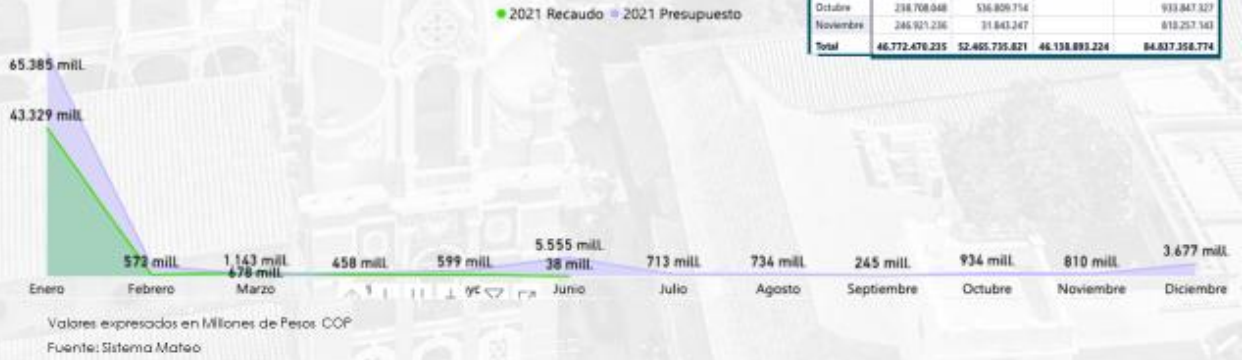 2021 Recaudo 2021 Presupuesto
Octubre 238.708.048 536.809.714 933.847.327
Noviembre 246.921.236 31.843.247 810.257.143
Total 46.772.470.235 52.465.735.821 46.138.893.224 84.837.358.774
65.385 mill.
43.329 mill.
572 mill.
1.143 mill.
678 mill.
458 mill.
599 mill.
5.555 mill.
38 mill.
713 mill.
734 mill.
245 mill.
934 mill.
810 mill.
3.677 mill.
Enero Febrero Marzo Junio Julio Agosto Septiembre Octubre Noviembre Diciembre
Valores expresados en Millones de Pesos COP
Fuente: Sistema Mateo